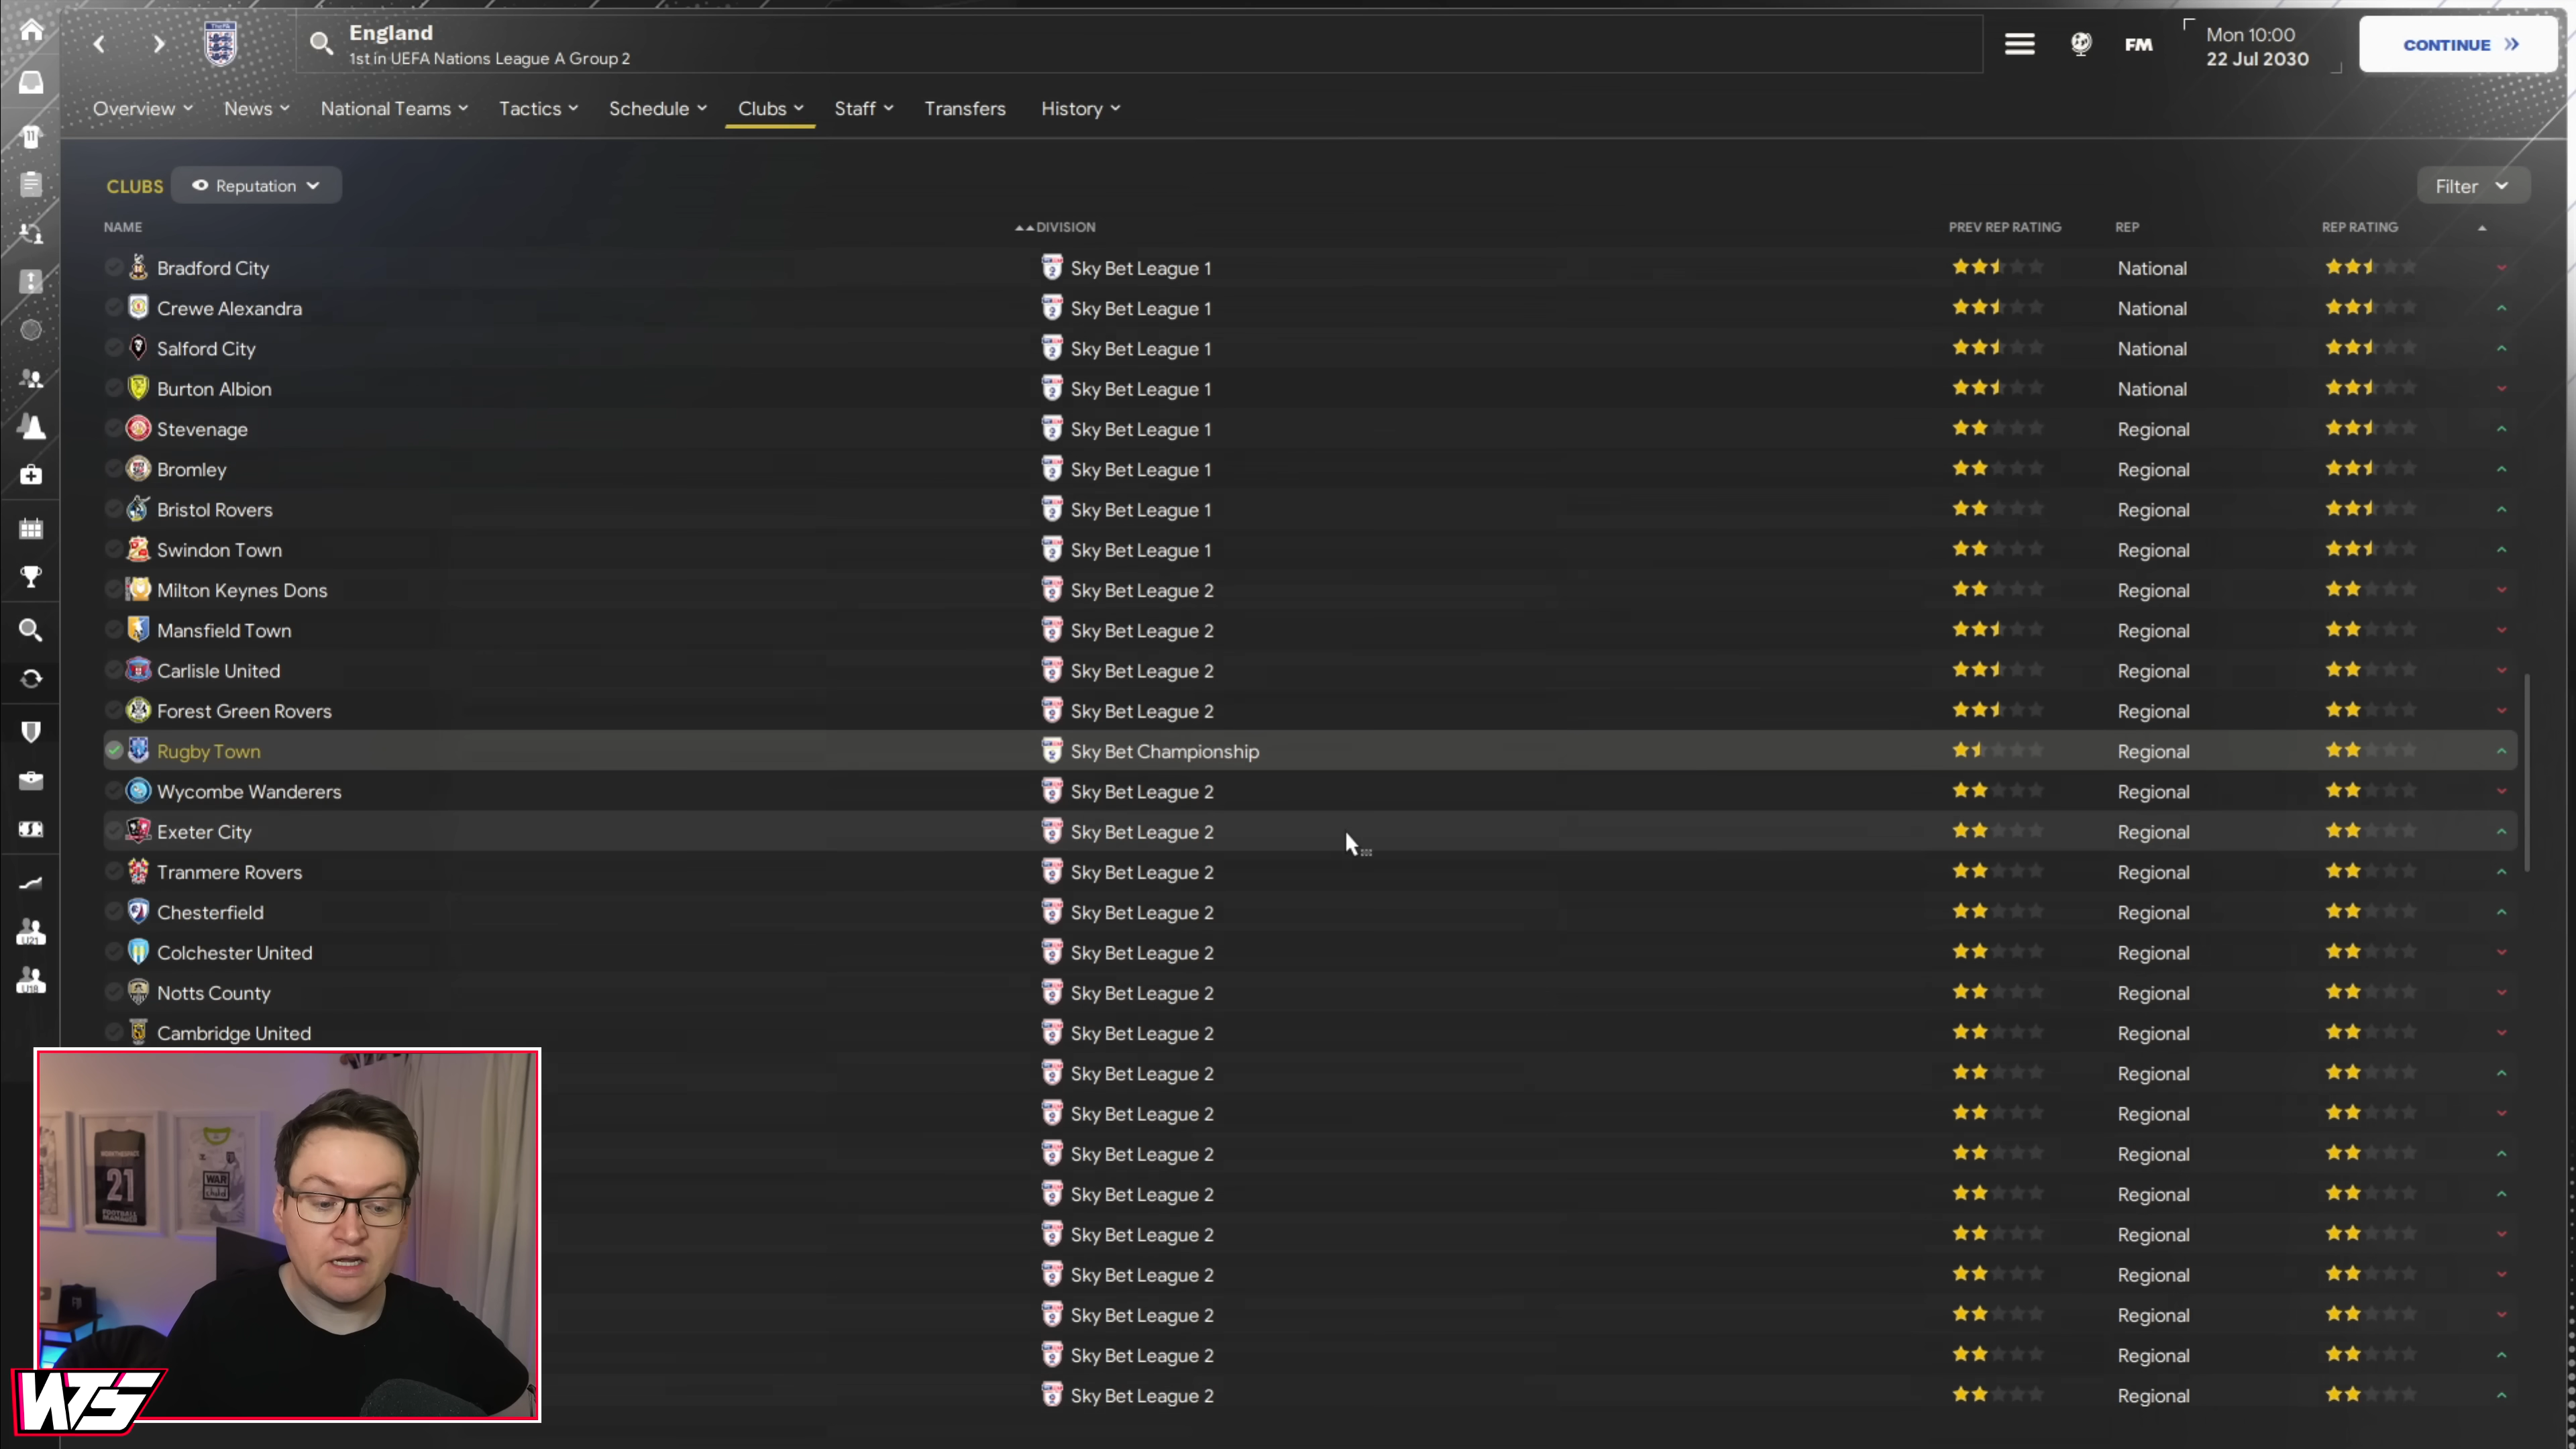 England
1st in UEFA Nations League A Group 2
FM
Mon 10:00
22 Jul 2030
CONTINUE
Overview
News
National Teams
Tactics
Schedule
Clubs
Staff
Transfers
History
CLUBS
Reputation
Filter
NAME
DIVISION
PREV REP RATING
REP
REP RATING
Bradford City Sky Bet League 1 National
Crewe Alexandra Sky Bet League 1 National
Salford City Sky Bet League 1 National
Burton Albion Sky Bet League 1 National
Stevenage Sky Bet League 1 Regional
Bromley Sky Bet League 1 Regional
Bristol Rovers Sky Bet League 1 Regional
Swindon Town Sky Bet League 1 Regional
Milton Keynes Dons Sky Bet League 2 Regional
Mansfield Town Sky Bet League 2 Regional
Carlisle United Sky Bet League 2 Regional
Forest Green Rovers Sky Bet League 2 Regional
Rugby Town Sky Bet Championship Regional
Wycombe Wanderers Sky Bet League 2 Regional
Exeter City Sky Bet League 2 Regional
Tranmere Rovers Sky Bet League 2 Regional
Chesterfield Sky Bet League 2 Regional
Colchester United Sky Bet League 2 Regional
Notts County Sky Bet League 2 Regional
Cambridge United Sky Bet League 2 Regional
Sky Bet League 2 Regional
Sky Bet League 2 Regional
Sky Bet League 2 Regional
Sky Bet League 2 Regional
Sky Bet League 2 Regional
Sky Bet League 2 Regional
Sky Bet League 2 Regional
Sky Bet League 2 Regional
Sky Bet League 2 Regional
11
U21
U18
21
FOOTBALL
MANAGER
WAR
child
WTS